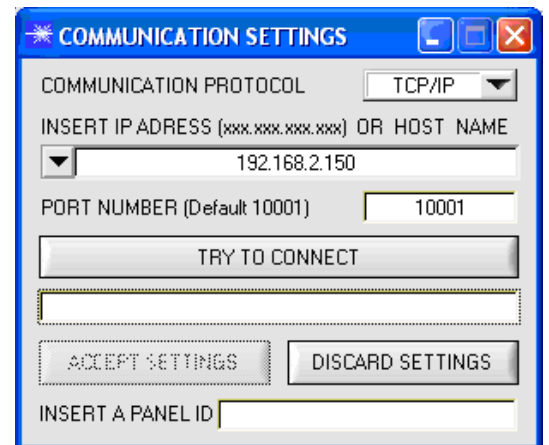 COMMUNICATION SETTINGS
COMMUNICATION PROTOCOL TCP/IP
INSERT IP ADRESS (xxx.xxx.xxx.xxx) OR HOST NAME
192.168.2.150
PORT NUMBER (Default 10001) 10001
TRY TO CONNECT
ACCEPT SETTINGS DISCARD SETTINGS
INSERT A PANEL ID